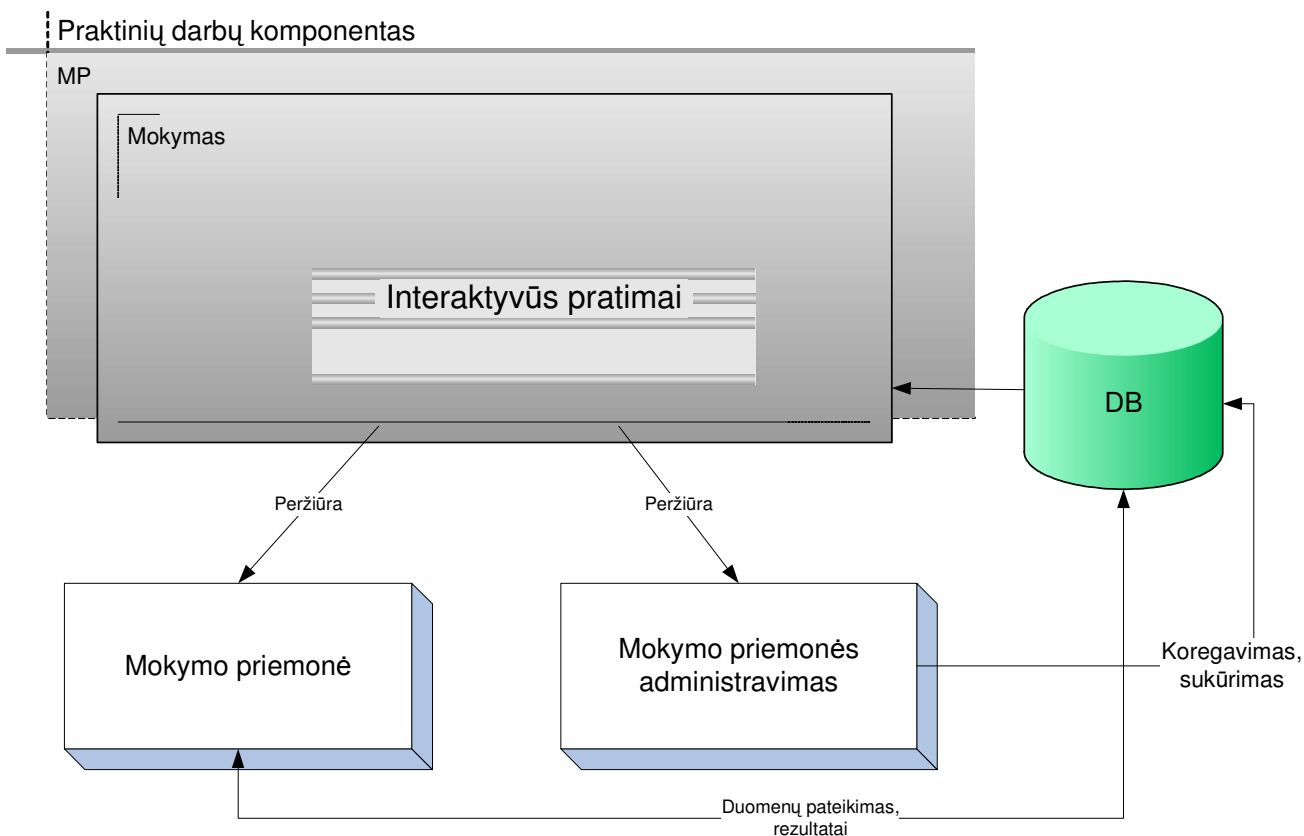 Praktinių darbų komponentas
MP
Mokymas
Interaktyvūs pratimai
DB
Peržiūra
Peržiūra
Mokymo priemonė
Mokymo priemonės
administravimas
Koregavimas,
sukūrimas
Duomenų pateikimas,
rezultatai